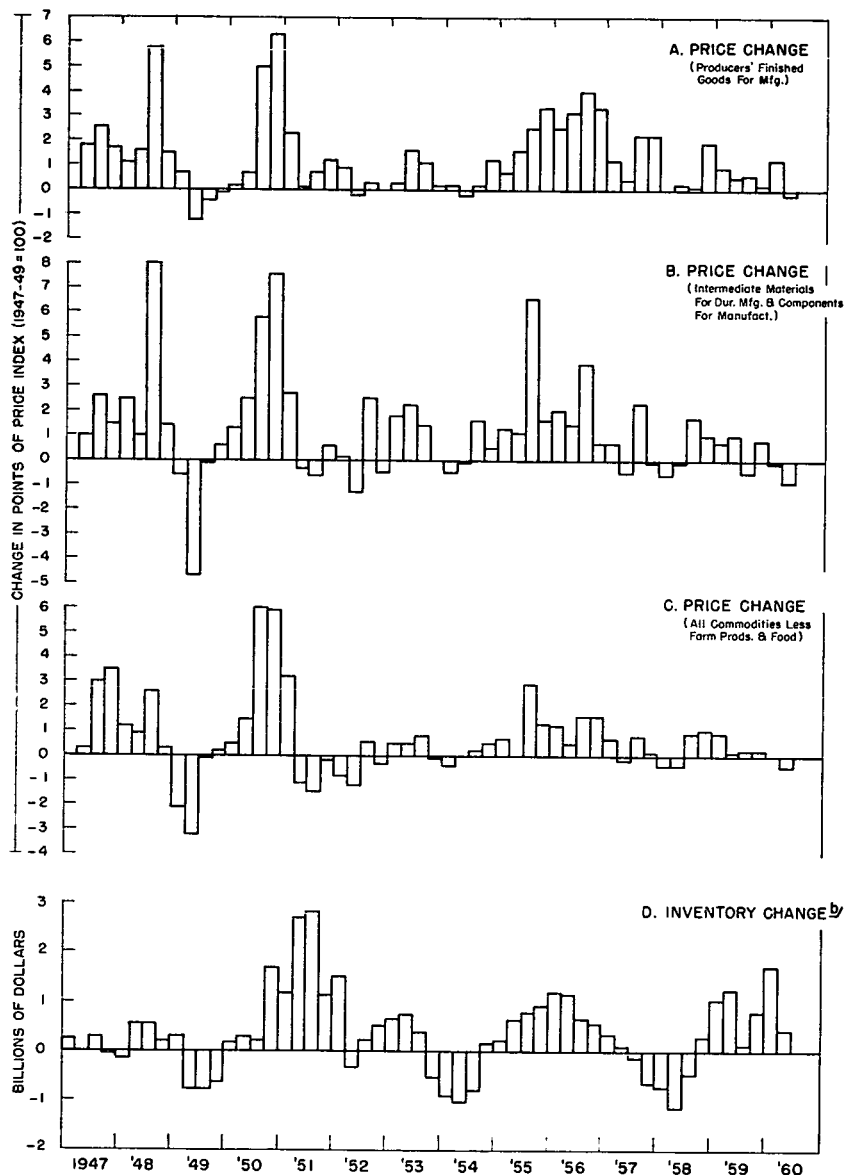 CHANGE IN POINTS OF PRICE INDEX (1947-49=100)
7
6
5
4
3
2
1
0
-1
-2
A. PRICE CHANGE
(Producers' Finished
Goods For Mfg.)
8
7
6
5
4
3
2
1
0
-1
-2
-3
-4
-5
B. PRICE CHANGE
(Intermediate Materials
For Dur. Mfg. & Components
For Manufact.)
6
5
4
3
2
1
0
-1
-2
-3
-4
C. PRICE CHANGE
(All Commodities Less
Farm Prods. & Food)
BILLIONS OF DOLLARS
3
2
1
0
-1
-2
D. INVENTORY CHANGE b/
1947 '48 '49 '50 '51 '52 '53 '54 '55 '56 '57 '58 '59 '60